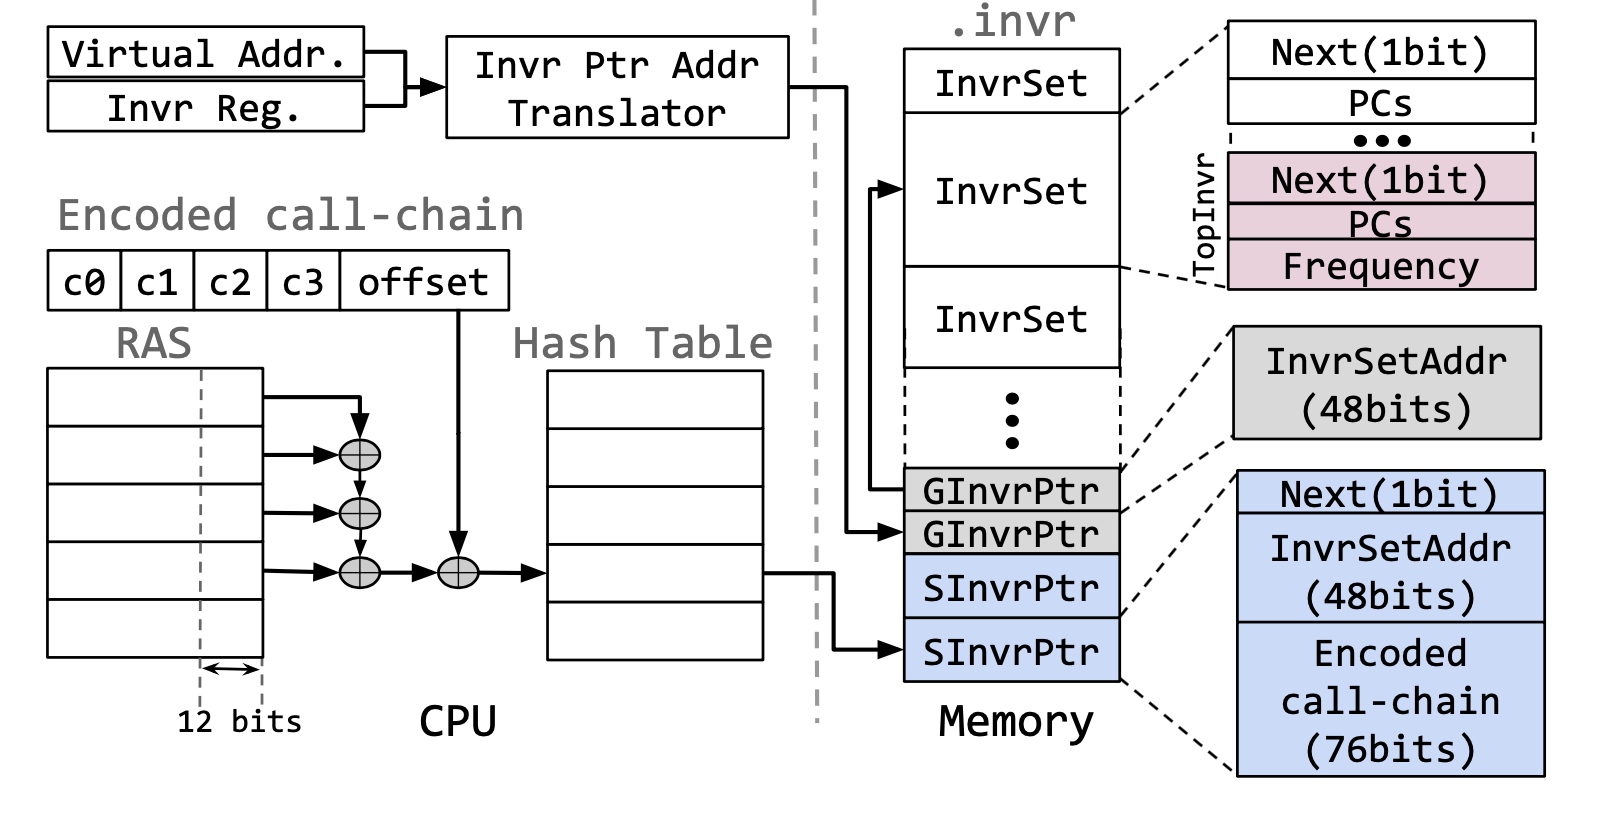 Virtual Addr.
Invr Reg.
Invr Ptr Addr
Translator
Encoded call-chain
c0 c1 c2 c3 offset
RAS
Hash Table
12 bits
CPU
.invr
InvrSet
InvrSet
InvrSet
GInvrPtr
GInvrPtr
SInvrPtr
SInvrPtr
Memory
Next(1bit)
PCs
TopInvr
Next(1bit)
PCs
Frequency
InvrSetAddr
(48bits)
Next(1bit)
InvrSetAddr
(48bits)
Encoded
call-chain
(76bits)